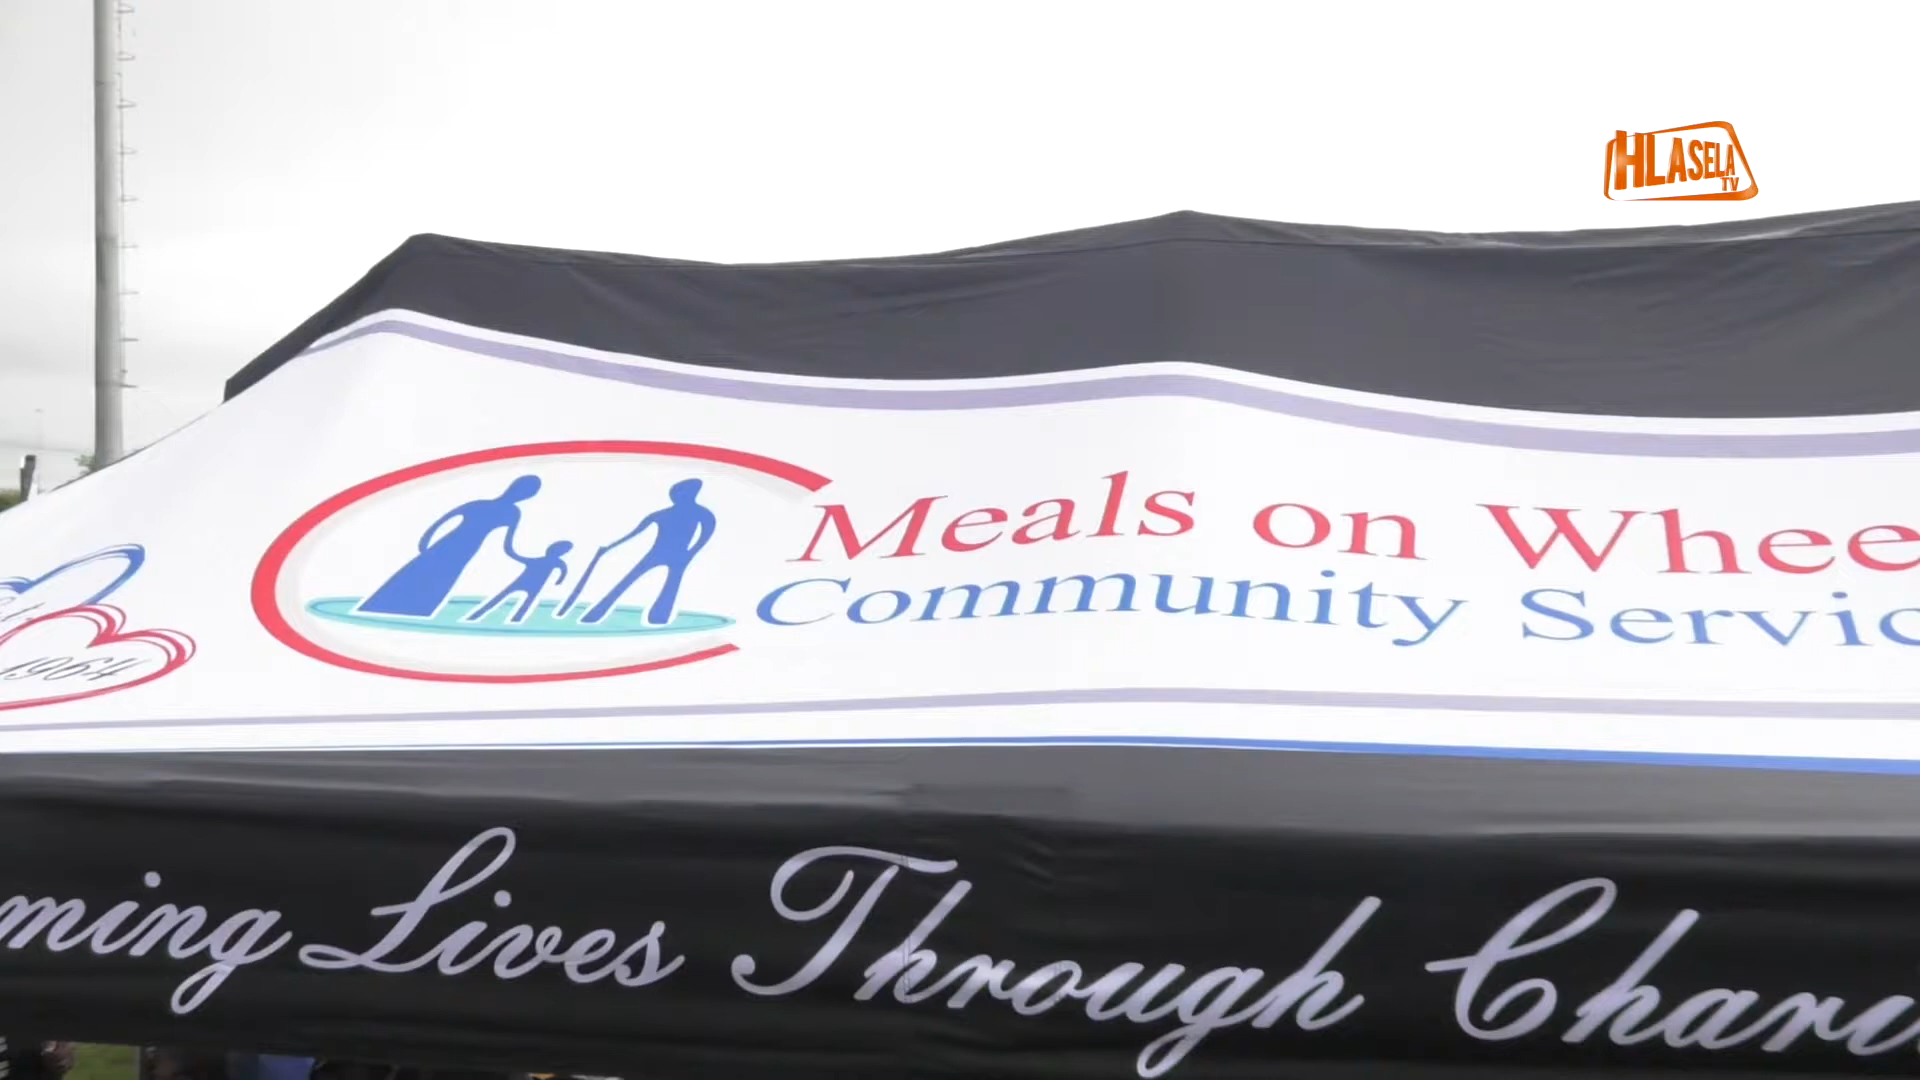 HLASELA
TV
Meals on Whee
Community Servic
1964
ming Lives Through Chari